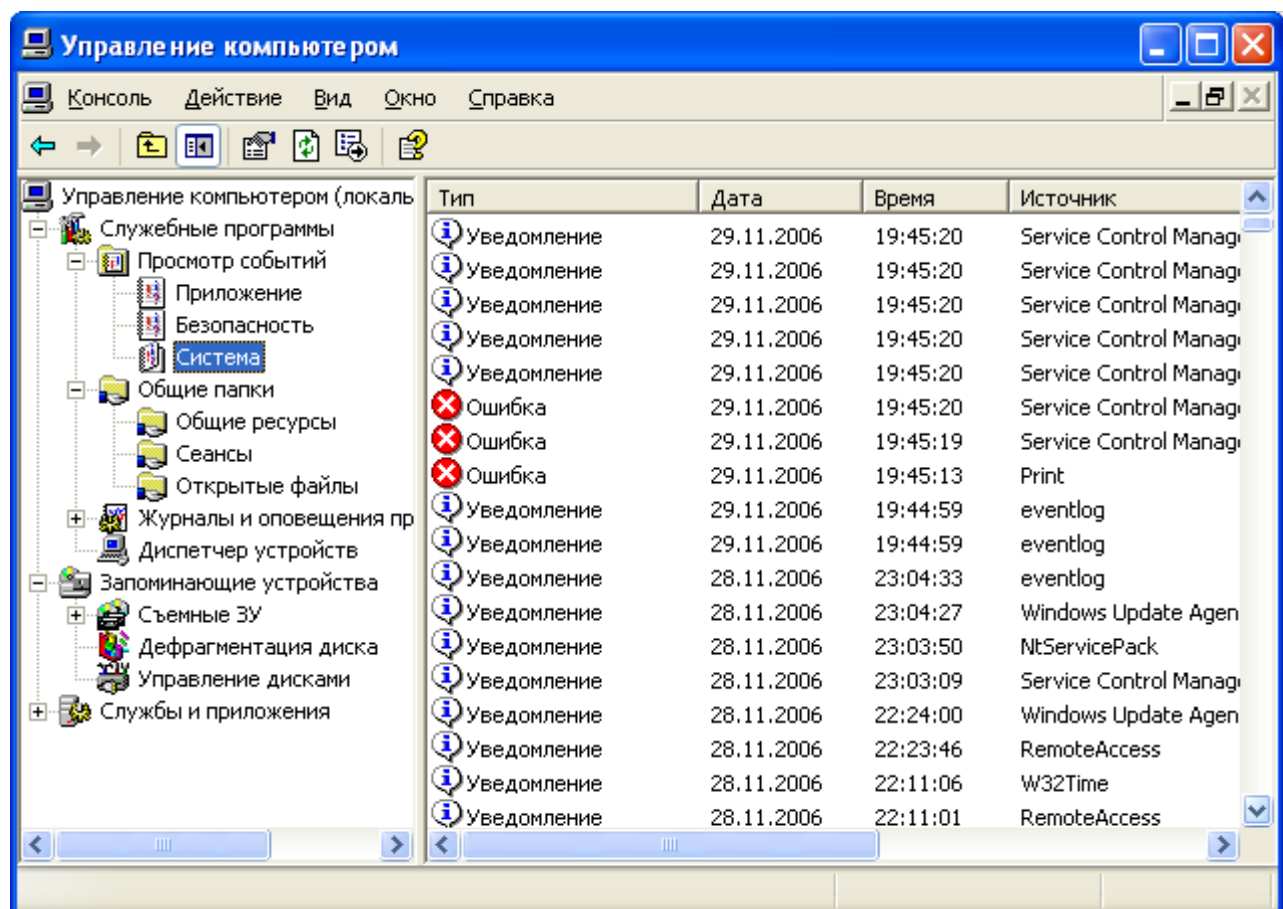 Управление компьютером
Консоль Действие Вид Окно Справка
Управление компьютером (локаль
Служебные программы
Просмотр событий
Приложение
Безопасность
Система
Общие папки
Общие ресурсы
Сеансы
Открытые файлы
Журналы и оповещения пр
Диспетчер устройств
Запоминающие устройства
Съемные ЗУ
Дефрагментация диска
Управление дисками
Службы и приложения
Тип Дата Время Источник
Уведомление 29.11.2006 19:45:20 Service Control Manag
Уведомление 29.11.2006 19:45:20 Service Control Manag
Уведомление 29.11.2006 19:45:20 Service Control Manag
Уведомление 29.11.2006 19:45:20 Service Control Manag
Уведомление 29.11.2006 19:45:20 Service Control Manag
Ошибка 29.11.2006 19:45:20 Service Control Manag
Ошибка 29.11.2006 19:45:19 Service Control Manag
Ошибка 29.11.2006 19:45:13 Print
Уведомление 29.11.2006 19:44:59 eventlog
Уведомление 29.11.2006 19:44:59 eventlog
Уведомление 28.11.2006 23:04:33 eventlog
Уведомление 28.11.2006 23:04:27 Windows Update Agen
Уведомление 28.11.2006 23:03:50 NtServicePack
Уведомление 28.11.2006 23:03:09 Service Control Manag
Уведомление 28.11.2006 22:24:00 Windows Update Agen
Уведомление 28.11.2006 22:23:46 RemoteAccess
Уведомление 28.11.2006 22:11:06 W32Time
Уведомление 28.11.2006 22:11:01 RemoteAccess